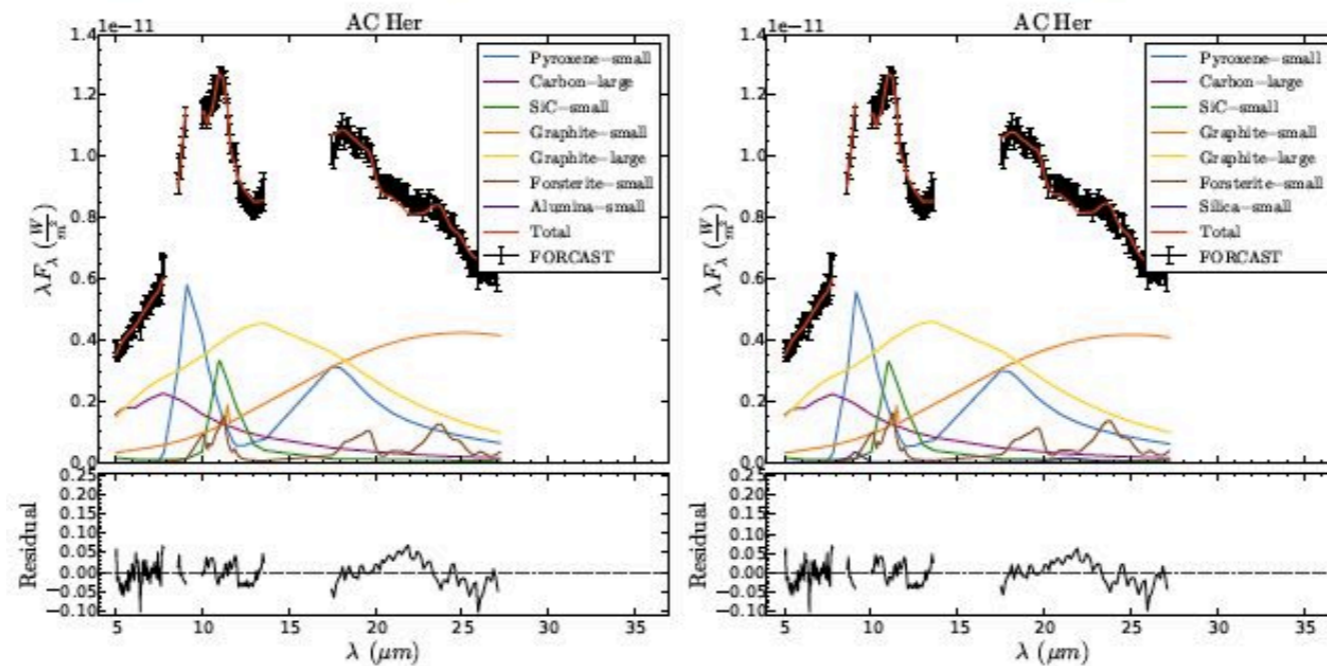 AC Her
1e−11
1.4
1.2
1.0
0.8
0.6
0.4
0.2
0.0
λF_λ (W/m)
Pyroxene−small
Carbon−large
SiC−small
Graphite−small
Graphite−large
Forsterite−small
Alumina−small
Total
FORCAST
0.25
0.20
0.15
0.10
0.05
0.00
−0.05
−0.10
Residual
5 10 15 20 25 30 35
λ (μm)
AC Her
1e−11
1.4
1.2
1.0
0.8
0.6
0.4
0.2
0.0
λF_λ (W/m)
Pyroxene−small
Carbon−large
SiC−small
Graphite−small
Graphite−large
Forsterite−small
Silica−small
Total
FORCAST
0.25
0.20
0.15
0.10
0.05
0.00
−0.05
−0.10
Residual
5 10 15 20 25 30 35
λ (μm)